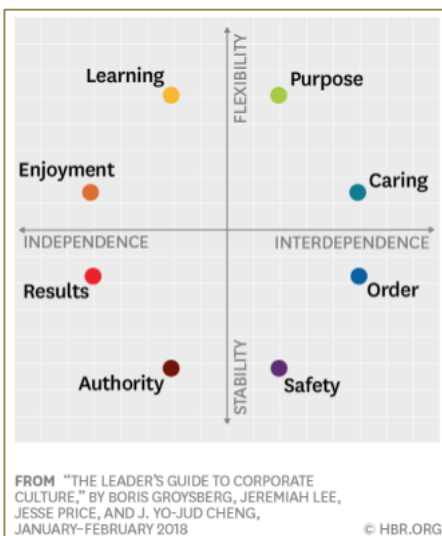 Learning
Purpose
FLEXIBILITY
Enjoyment
Caring
INDEPENDENCE
INTERDEPENDENCE
Results
Order
Authority
Safety
STABILITY
FROM "THE LEADER'S GUIDE TO CORPORATE
CULTURE," BY BORIS GROYSBERG, JEREMIAH LEE,
JESSE PRICE, AND J. YO-JUD CHENG,
JANUARY–FEBRUARY 2018
© HBR.ORG